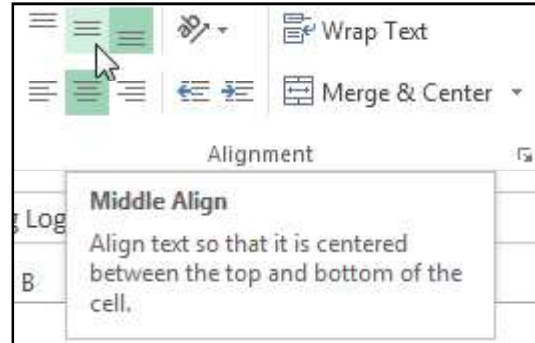 Wrap Text
Merge & Center
Alignment
Middle Align
Log
Align text so that it is centered
between the top and bottom of the
B
cell.